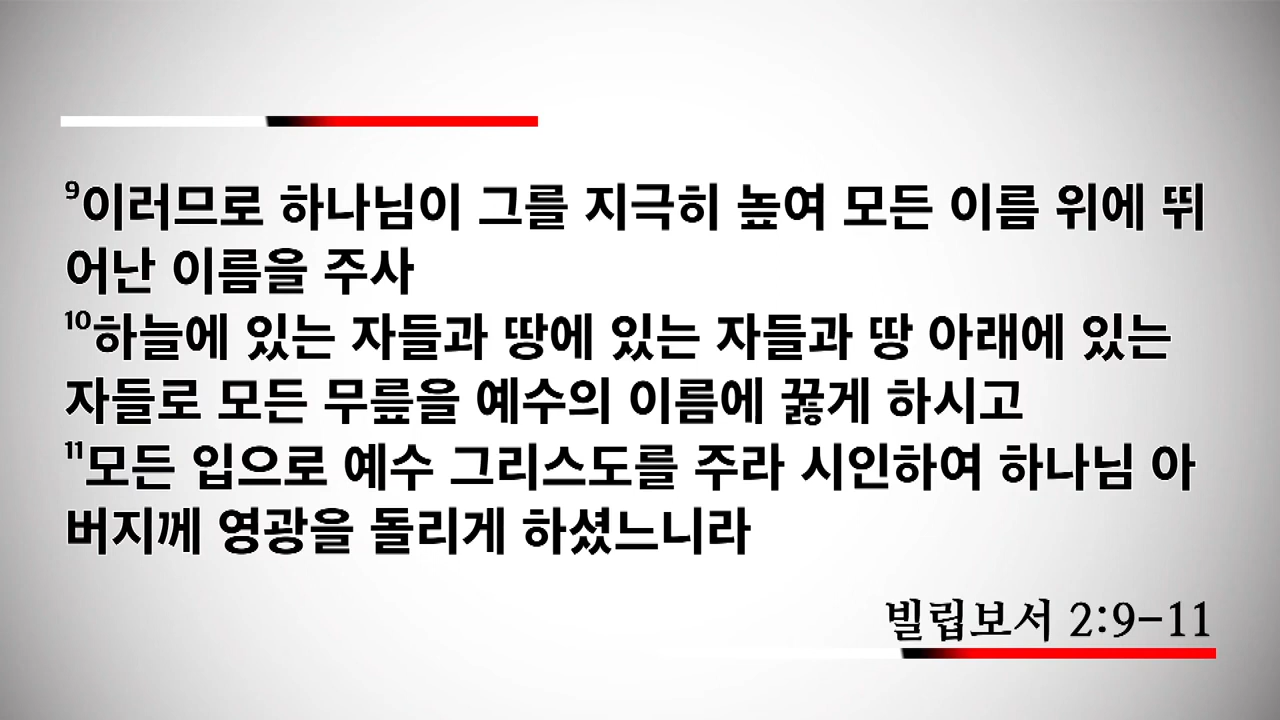 ⁹이러므로 하나님이 그를 지극히 높여 모든 이름 위에 뛰
어난 이름을 주사
¹⁰하늘에 있는 자들과 땅에 있는 자들과 땅 아래에 있는
자들로 모든 무릎을 예수의 이름에 꿇게 하시고
¹¹모든 입으로 예수 그리스도를 주라 시인하여 하나님 아
버지께 영광을 돌리게 하셨느니라
빌립보서 2:9-11